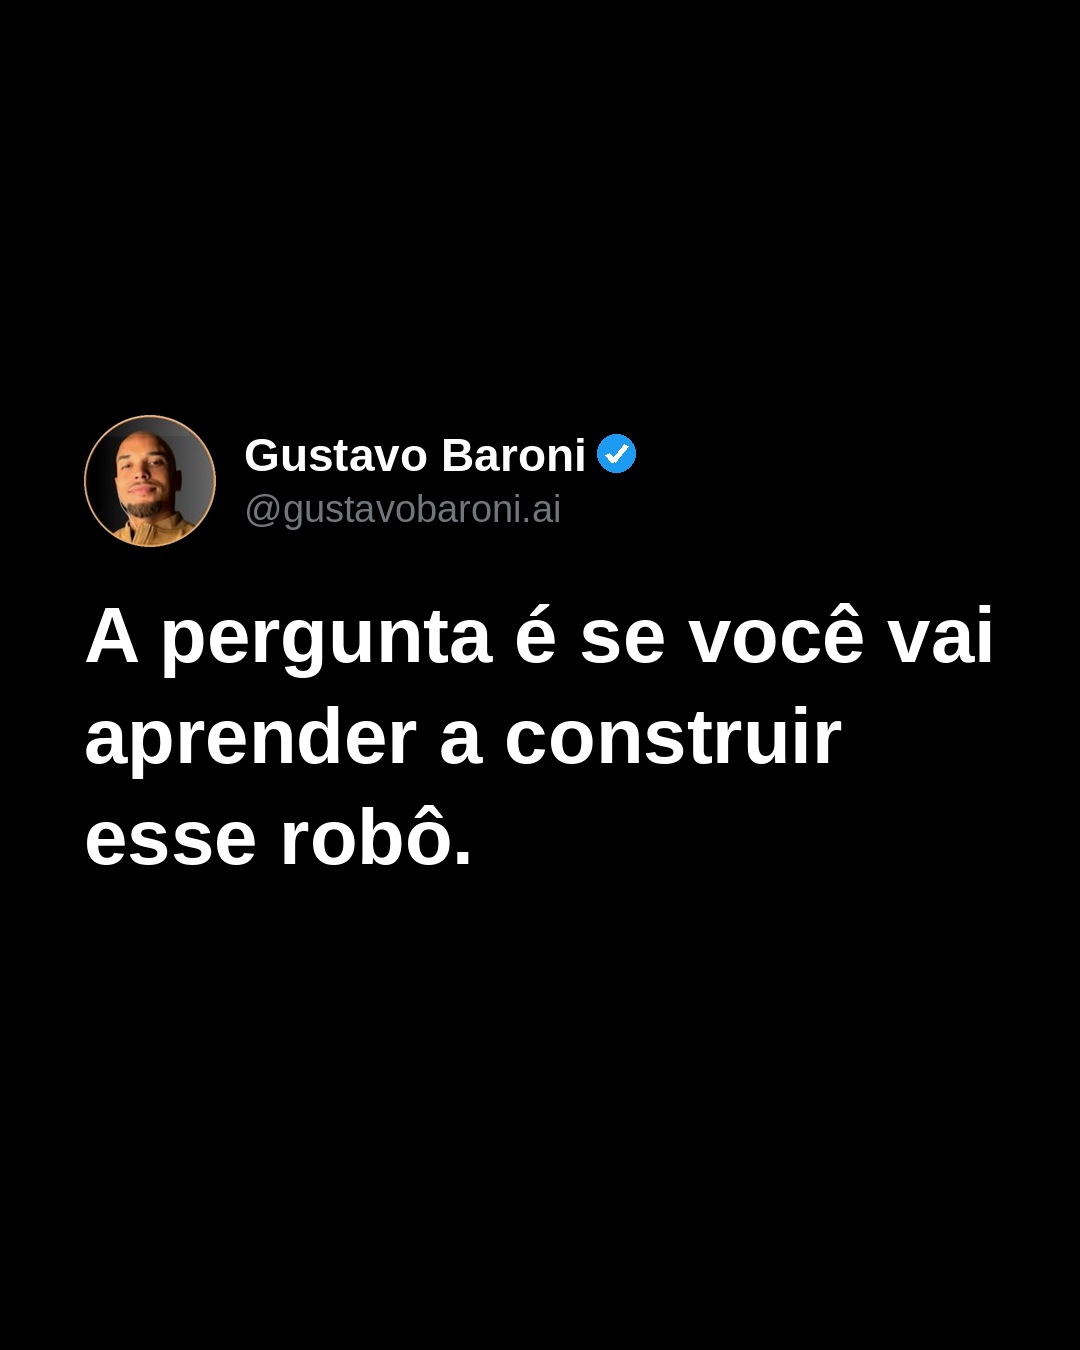 Gustavo Baroni
@gustavobaroni.ai
A pergunta é se você vai
aprender a construir
esse robô.